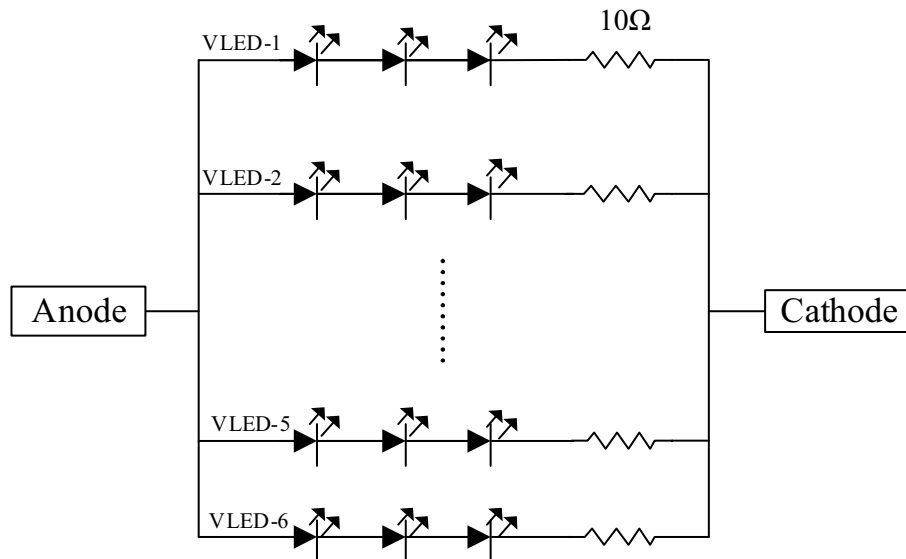 10Ω
VLED-1
VLED-2
Anode
Cathode
VLED-5
VLED-6